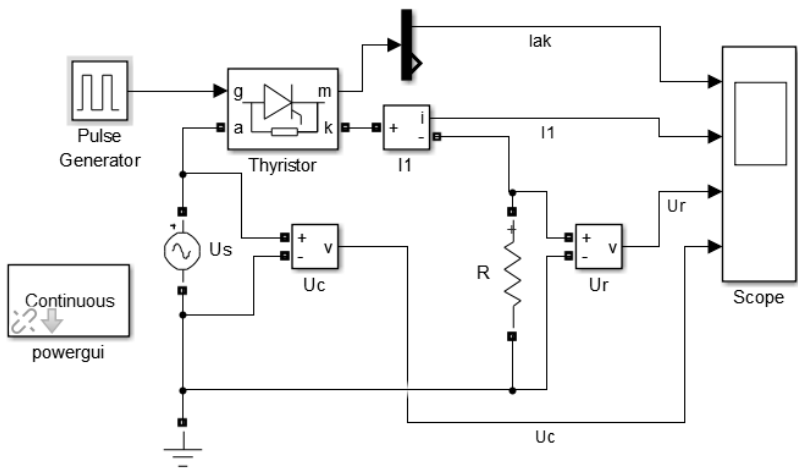 Iak
g
m
a
k
+
i
-
Pulse
Generator
Thyristor
I1
I1
Ur
+
Us
+
-
v
Uc
+
R
+
-
v
Ur
Scope
Continuous
powergui
Uc